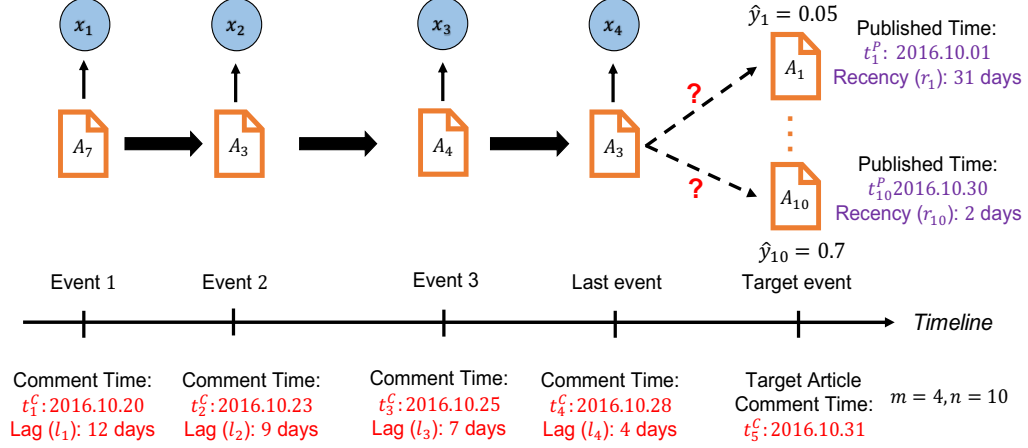 x₁ x₂ x₃ x₄
ŷ₁ = 0.05
A₁
Published Time:
t₁ᴾ: 2016.10.01
Recency (r₁): 31 days
A₇ A₃ A₄ A₃
?
?
A₁₀
Published Time:
t₁₀ᴾ 2016.10.30
Recency (r₁₀): 2 days
ŷ₁₀ = 0.7
Event 1 Event 2 Event 3 Last event Target event
Timeline
Comment Time:
t₁ᶜ: 2016.10.20
Lag (l₁): 12 days
Comment Time:
t₂ᶜ: 2016.10.23
Lag (l₂): 9 days
Comment Time:
t₃ᶜ: 2016.10.25
Lag (l₃): 7 days
Comment Time:
t₄ᶜ: 2016.10.28
Lag (l₄): 4 days
Target Article
Comment Time:
t₅ᶜ: 2016.10.31
m = 4, n = 10